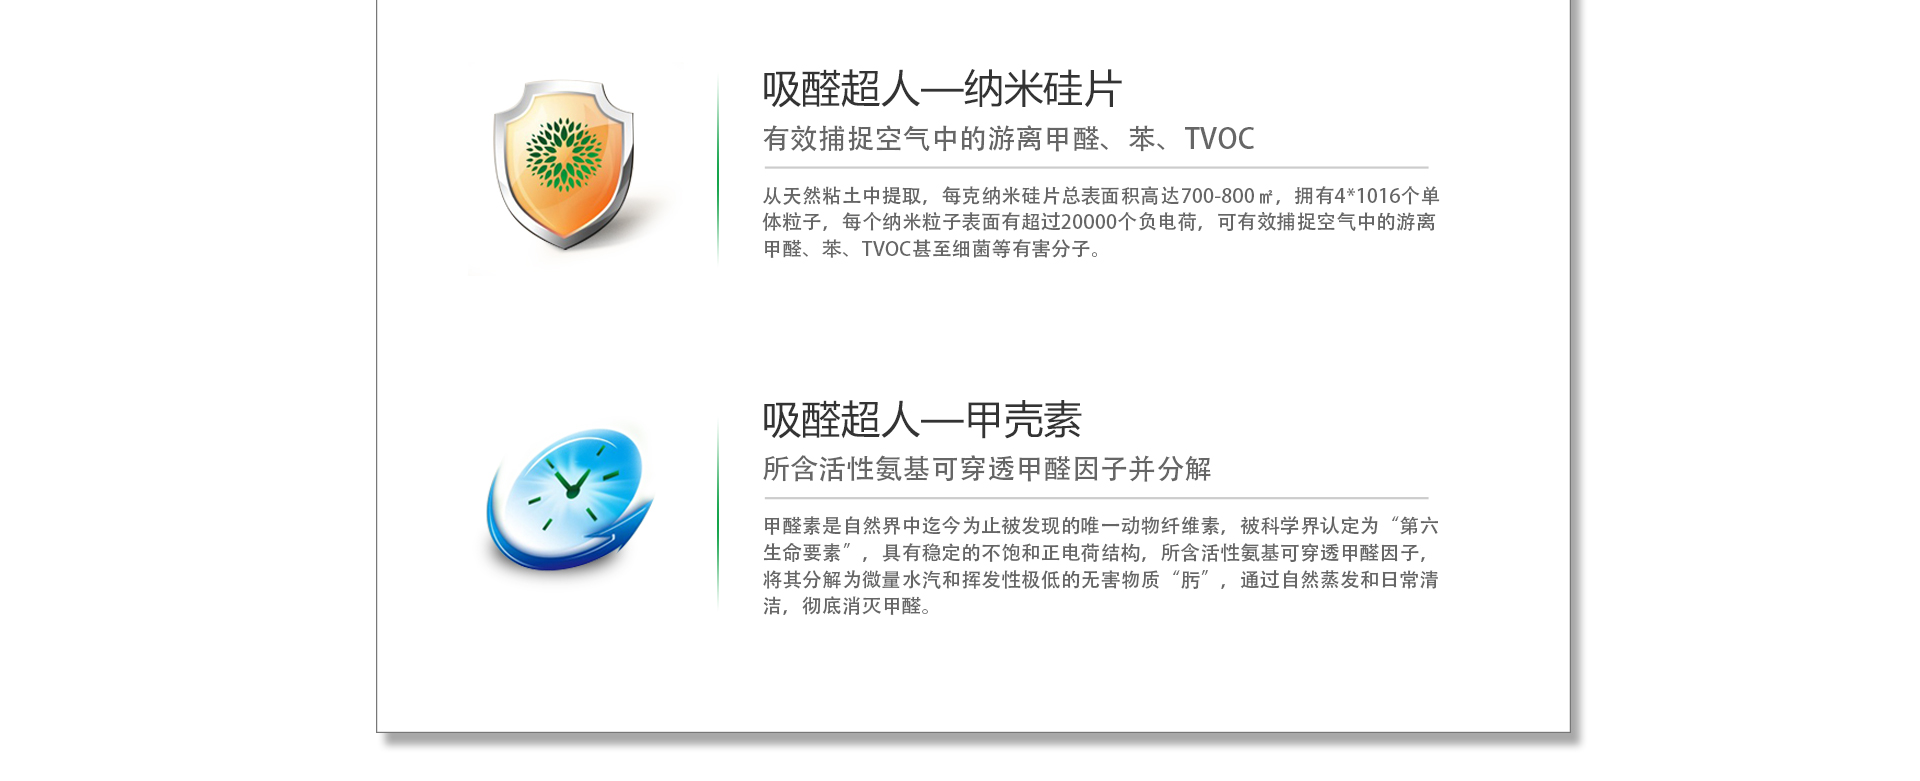 吸醛超人—纳米硅片
有效捕捉空气中的游离甲醛、苯、TVOC
从天然粘土中提取，每克纳米硅片总表面积高达700-800㎡，拥有4*1016个单
体粒子，每个纳米粒子表面有超过20000个负电荷，可有效捕捉空气中的游离
甲醛、苯、TVOC甚至细菌等有害分子。
吸醛超人—甲壳素
所含活性氨基可穿透甲醛因子并分解
甲醛素是自然界中迄今为止被发现的唯一动物纤维素，被科学界认定为“第六
生命要素”，具有稳定的不饱和正电荷结构，所含活性氨基可穿透甲醛因子，
将其分解为微量水汽和挥发性极低的无害物质“肟”，通过自然蒸发和日常清
洁，彻底消灭甲醛。